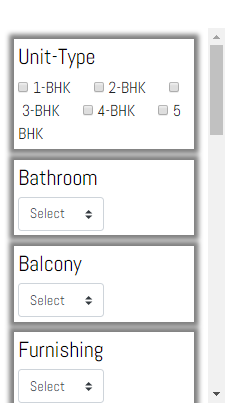 Unit-Type
1-BHK 2-BHK
3-BHK 4-BHK 5
BHK
Bathroom
Select
Balcony
Select
Furnishing
Select